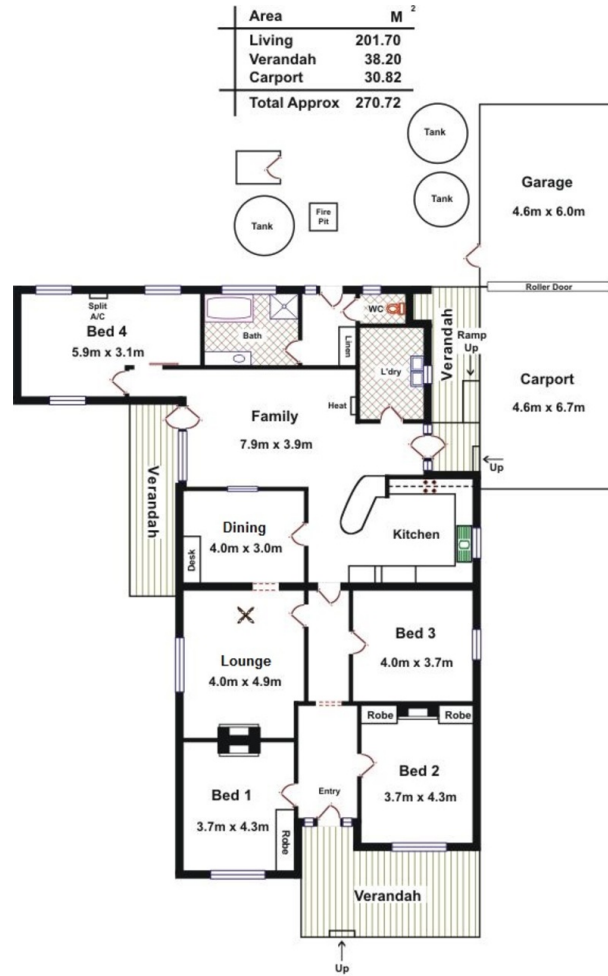 Area M 2
Living 201.70
Verandah 38.20
Carport 30.82
Total Approx 270.72
Tank
Tank
Tank
Fire
Pit
Garage
4.6m x 6.0m
Roller Door
Split
A/C
Bed 4
5.9m x 3.1m
Bath
WC
Linen
L'dry
Verandah
Ramp
Up
Carport
4.6m x 6.7m
Heat
Family
7.9m x 3.9m
Up
Verandah
Dining
4.0m x 3.0m
Desk
Kitchen
Lounge
4.0m x 4.9m
Bed 3
4.0m x 3.7m
Robe
Robe
Bed 2
3.7m x 4.3m
Entry
Bed 1
3.7m x 4.3m
Robe
Verandah
Up